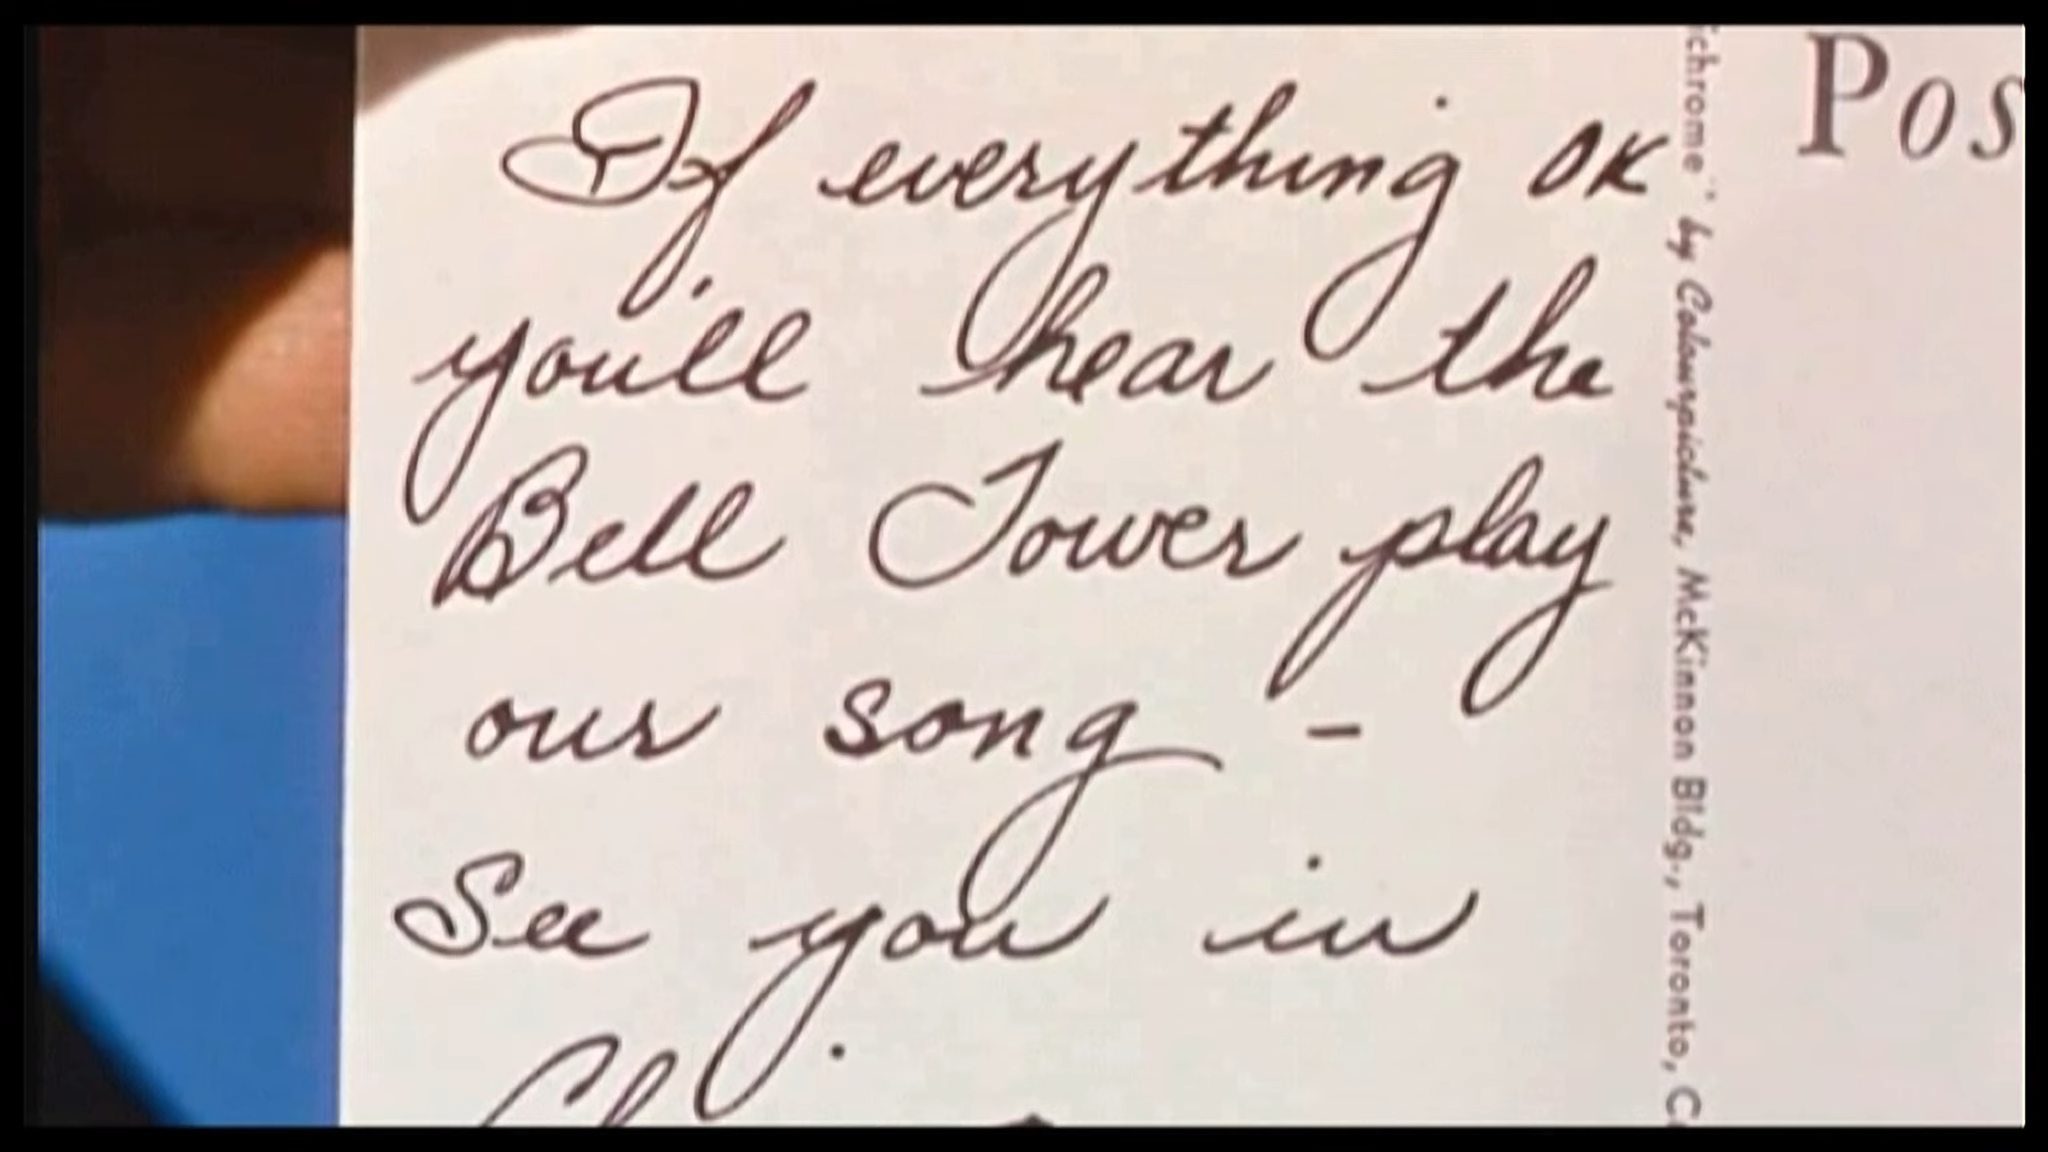 If everything OK
you'll hear the
Bell Tower play
our song -
See you in
ichrome" by Colourpicture, McKinnon Bldg., Toronto, C
Pos